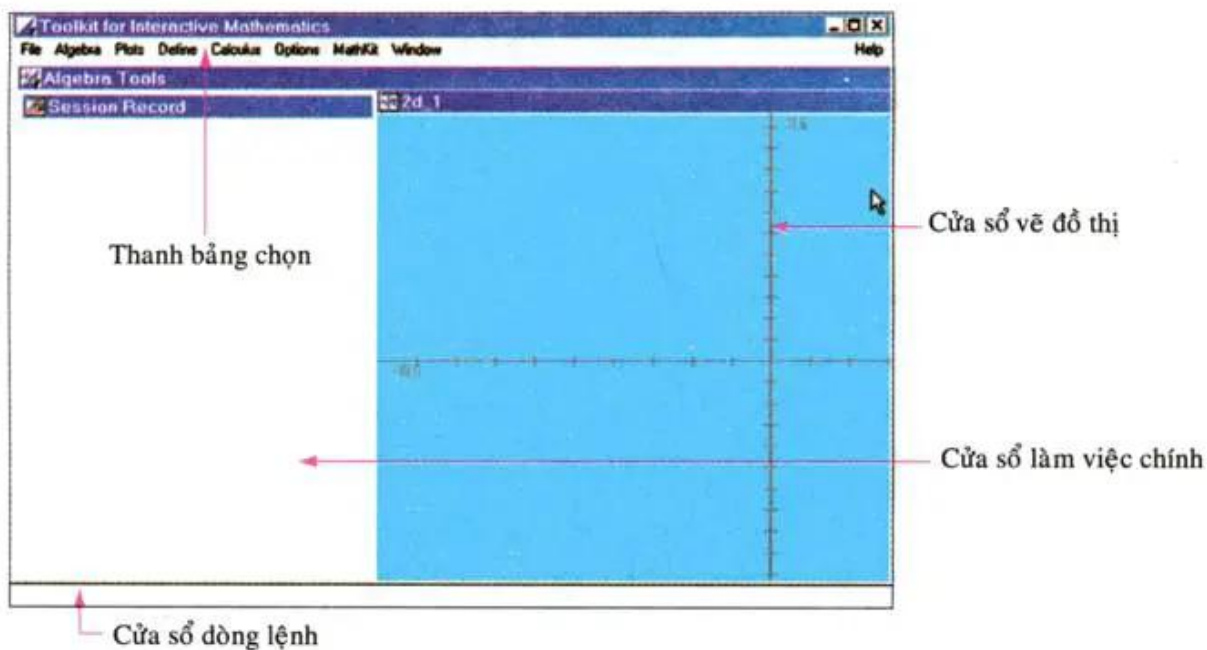 Toolkit for Interactive Mathematics
File Algebra Plots Define Calculus Options MathKit Window Help
Algebra Tools
Session Record
2d_1
Thanh bảng chọn
Cửa sổ vẽ đồ thị
Cửa sổ làm việc chính
Cửa sổ dòng lệnh